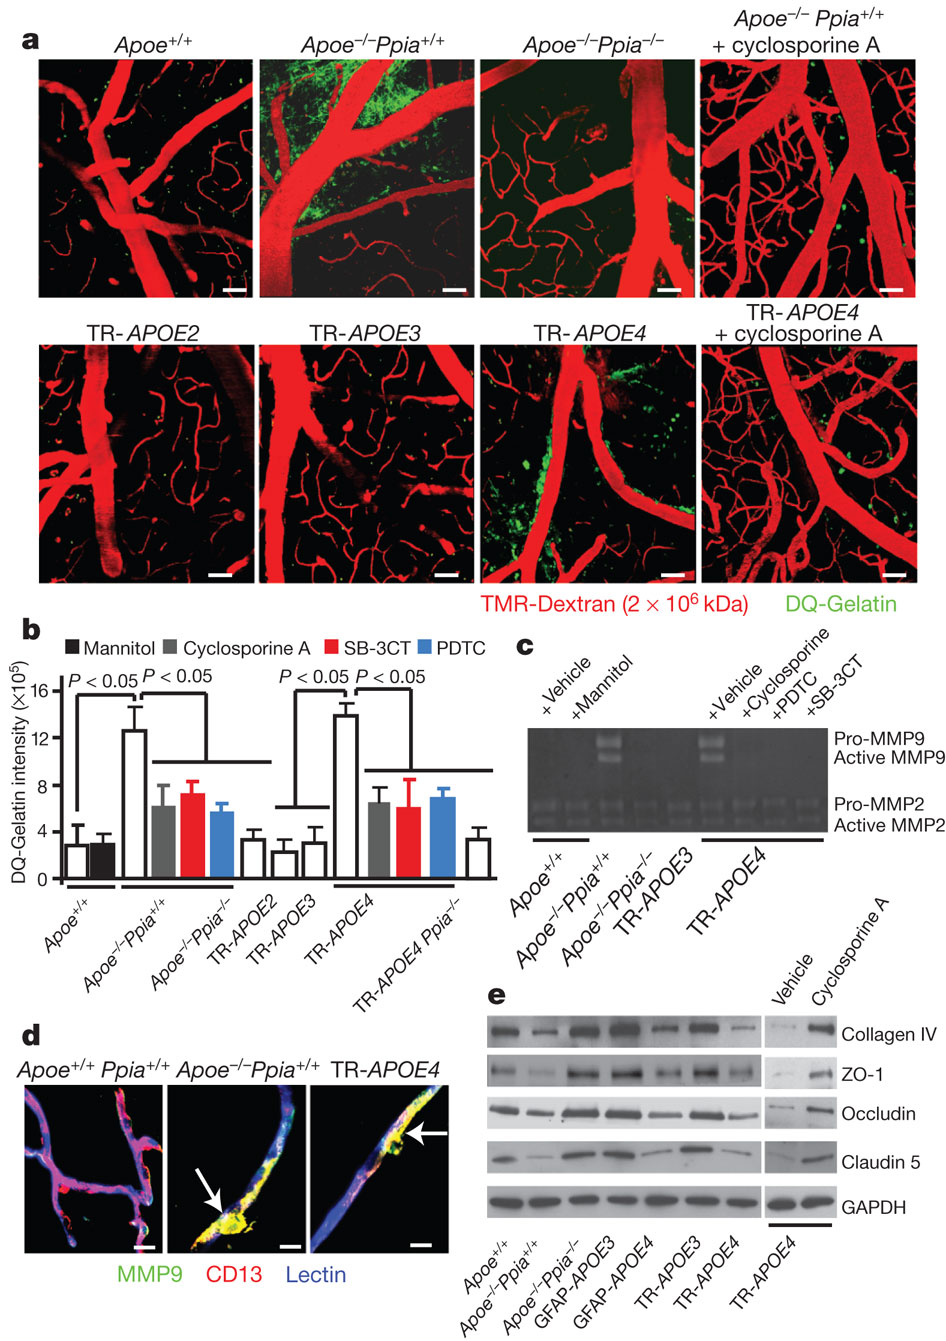 a
Apoe+/+
Apoe−/−Ppia+/+
Apoe−/−Ppia−/−
Apoe−/− Ppia+/+
+ cyclosporine A
TR-APOE2
TR-APOE3
TR-APOE4
TR-APOE4
+ cyclosporine A
TMR-Dextran (2 × 10⁶ kDa)
DQ-Gelatin
b
Mannitol
Cyclosporine A
SB-3CT
PDTC
P < 0.05
P < 0.05
P < 0.05
P < 0.05
DQ-Gelatin intensity (×10⁵)
16
12
8
4
0
Apoe+/+
Apoe−/−Ppia+/+
Apoe−/−Ppia−/−
TR-APOE2
TR-APOE3
TR-APOE4
TR-APOE4 Ppia−/−
c
+Vehicle
+Mannitol
+Vehicle
+Cyclosporine
+PDTC
+SB-3CT
Pro-MMP9
Active MMP9
Pro-MMP2
Active MMP2
Apoe+/+
Apoe−/−Ppia+/+
Apoe−/−Ppia−/−
TR-APOE3
TR-APOE4
d
Apoe+/+ Ppia+/+
Apoe−/−Ppia+/+
TR-APOE4
MMP9
CD13
Lectin
e
Vehicle
Cyclosporine A
Collagen IV
ZO-1
Occludin
Claudin 5
GAPDH
Apoe+/+
Apoe−/−Ppia+/+
Apoe−/−Ppia−/−
GFAP-APOE3
GFAP-APOE4
TR-APOE3
TR-APOE4
TR-APOE4